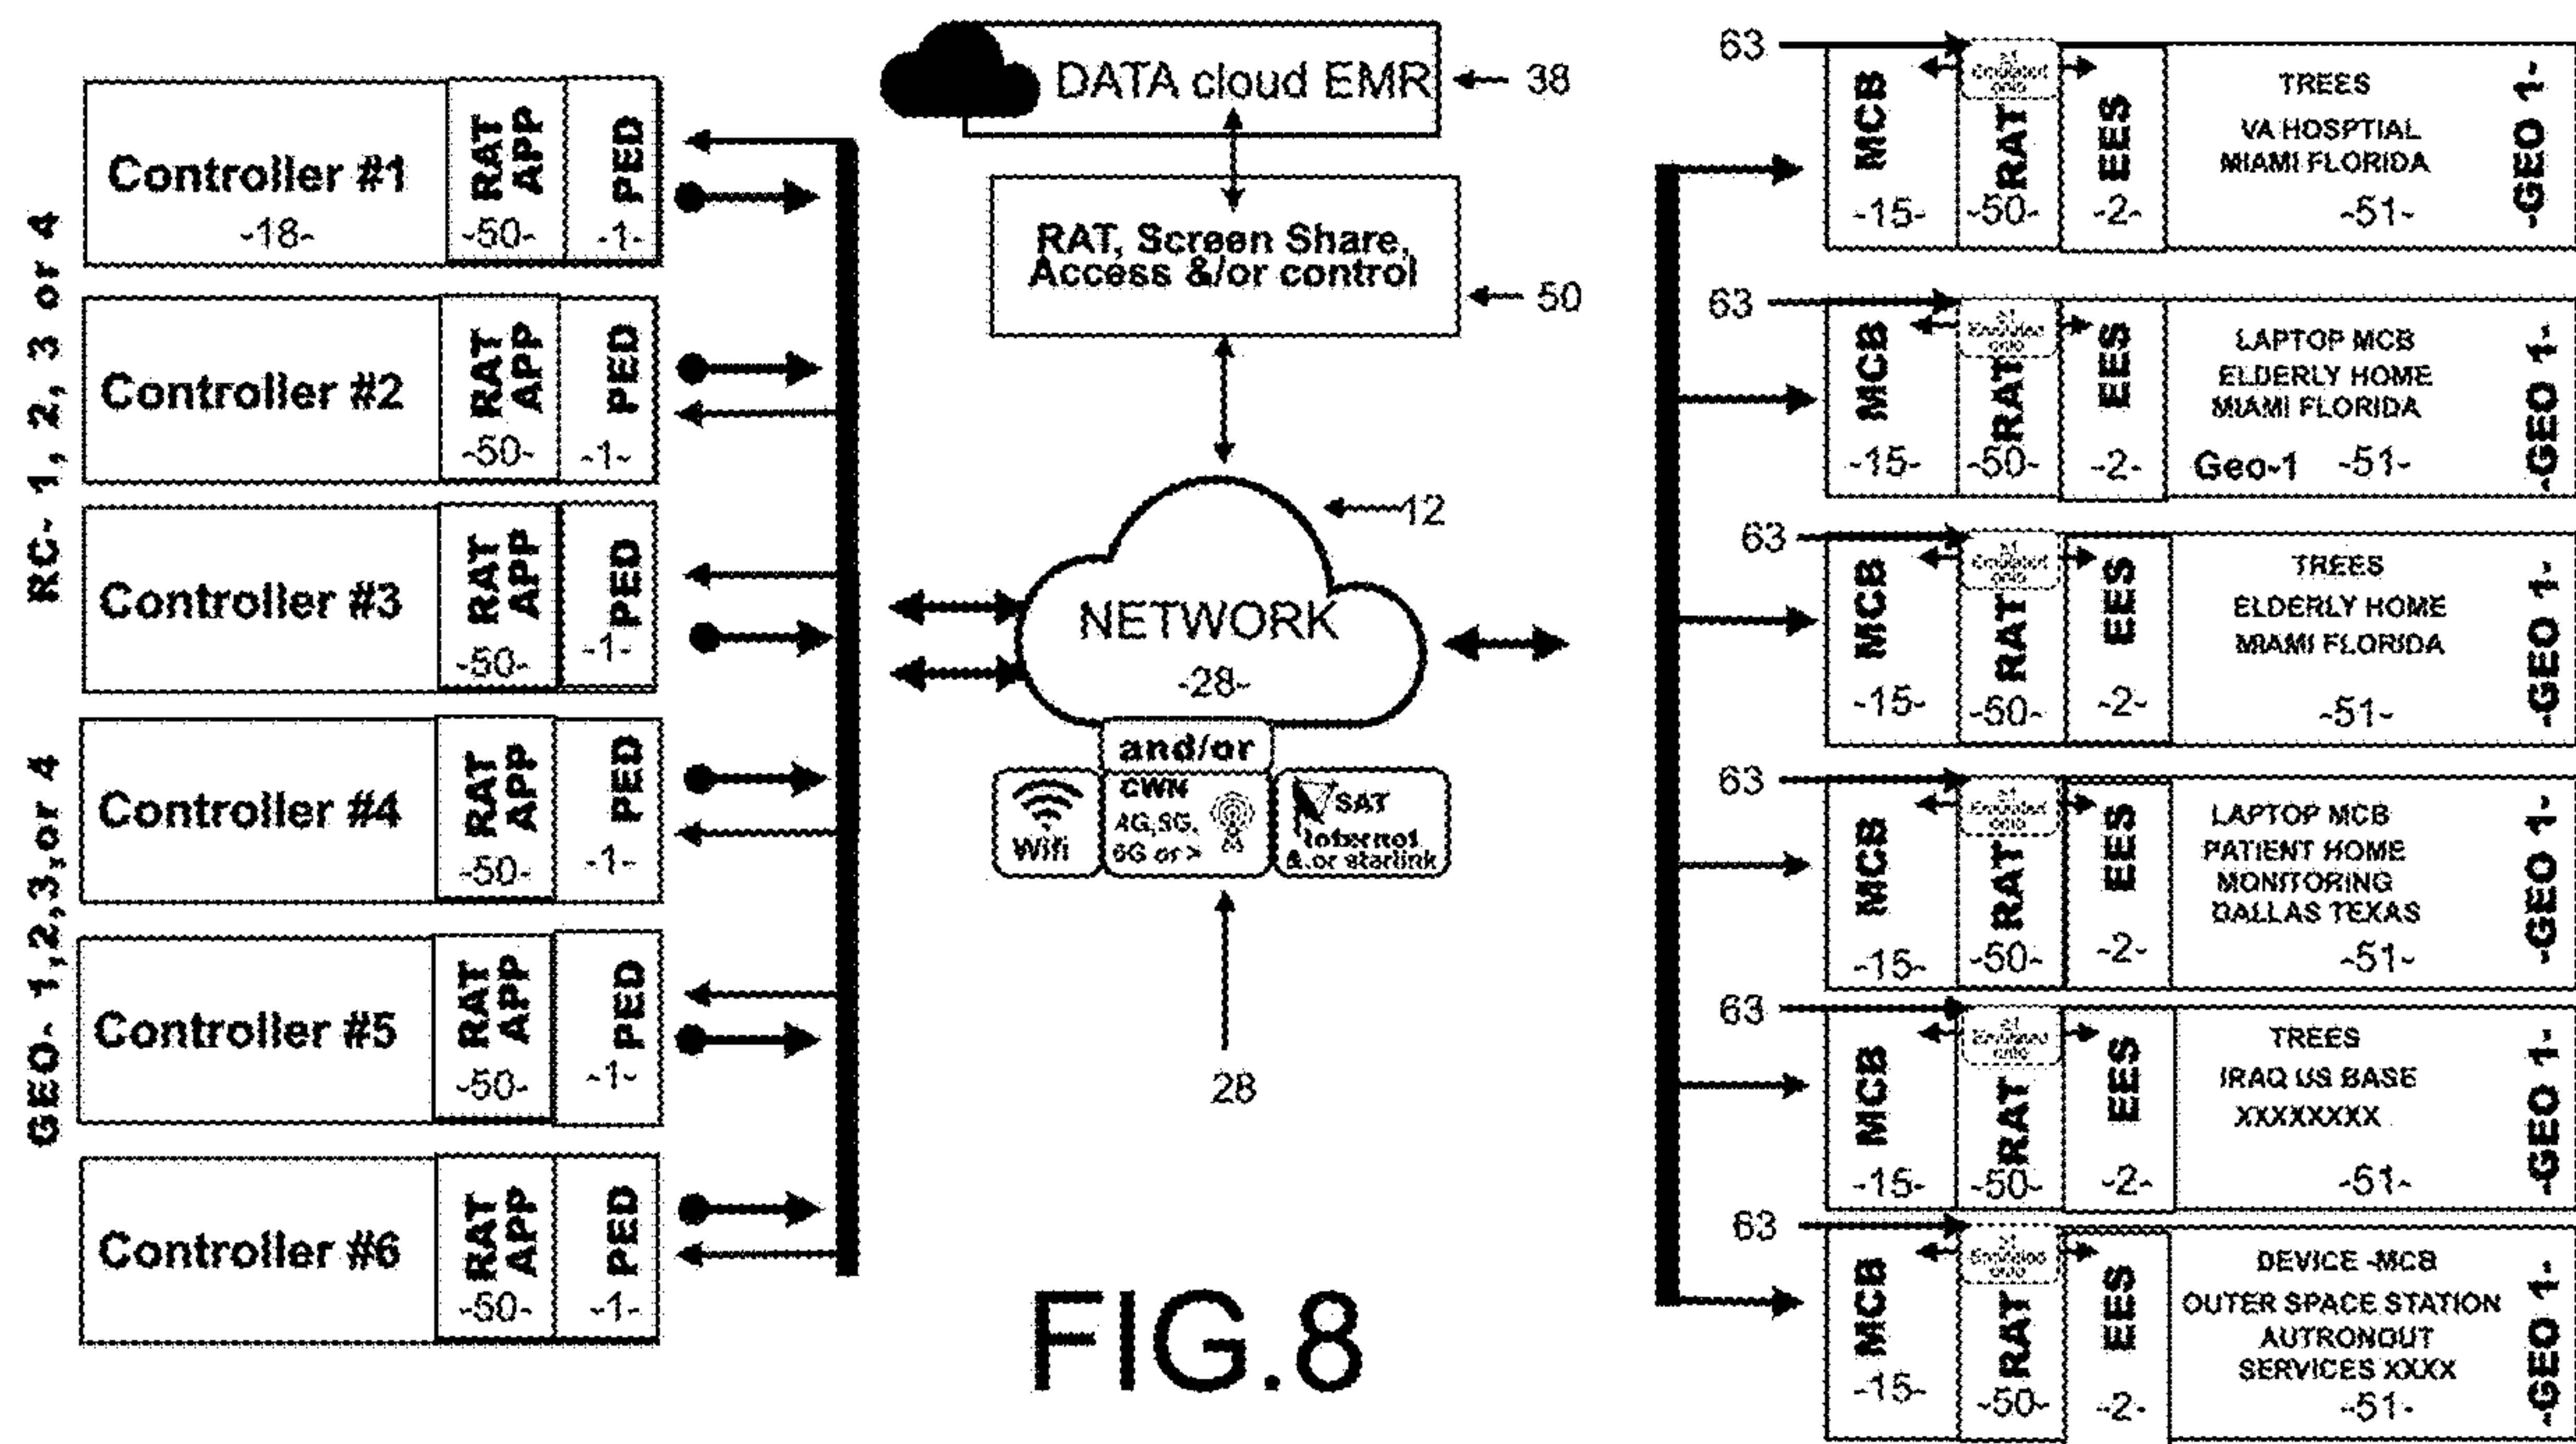 RC- 1, 2, 3 or 4
GEO- 1,2,3,or 4
Controller #1
-18-
RAT
APP
-50-
PED
-1-
Controller #2
RAT
APP
-50-
PED
-1-
Controller #3
RAT
APP
-50-
PED
-1-
Controller #4
RAT
APP
-50-
PED
-1-
Controller #5
RAT
APP
-50-
PED
-1-
Controller #6
RAT
APP
-50-
PED
-1-
DATA cloud EMR
38
RAT, Screen Share,
Access &/or control
50
12
NETWORK
-28-
and/or
Wifi
CWN
4G,5G,
6G or >
SAT
Internet
&.or starlink
28
FIG.8
63
MCB
-15-
RAT
-50-
EES
-2-
TREES
VA HOSPTIAL
MIAMI FLORIDA
-51-
-GEO 1-
63
MCB
-15-
RAT
-50-
EES
-2-
LAPTOP MCB
ELDERLY HOME
MIAMI FLORIDA
Geo-1 -51-
-GEO 1-
63
MCB
-15-
RAT
-50-
EES
-2-
TREES
ELDERLY HOME
MIAMI FLORIDA
-51-
-GEO 1-
63
MCB
-15-
RAT
-50-
EES
-2-
LAPTOP MCB
PATIENT HOME
MONITORING
DALLAS TEXAS
-51-
-GEO 1-
63
MCB
-15-
RAT
-50-
EES
-2-
TREES
IRAQ US BASE
XXXXXXXX
-51-
-GEO 1-
63
MCB
-15-
RAT
-50-
EES
-2-
DEVICE -MCB
OUTER SPACE STATION
AUTRONOUT
SERVICES XXXX
-51-
-GEO 1-